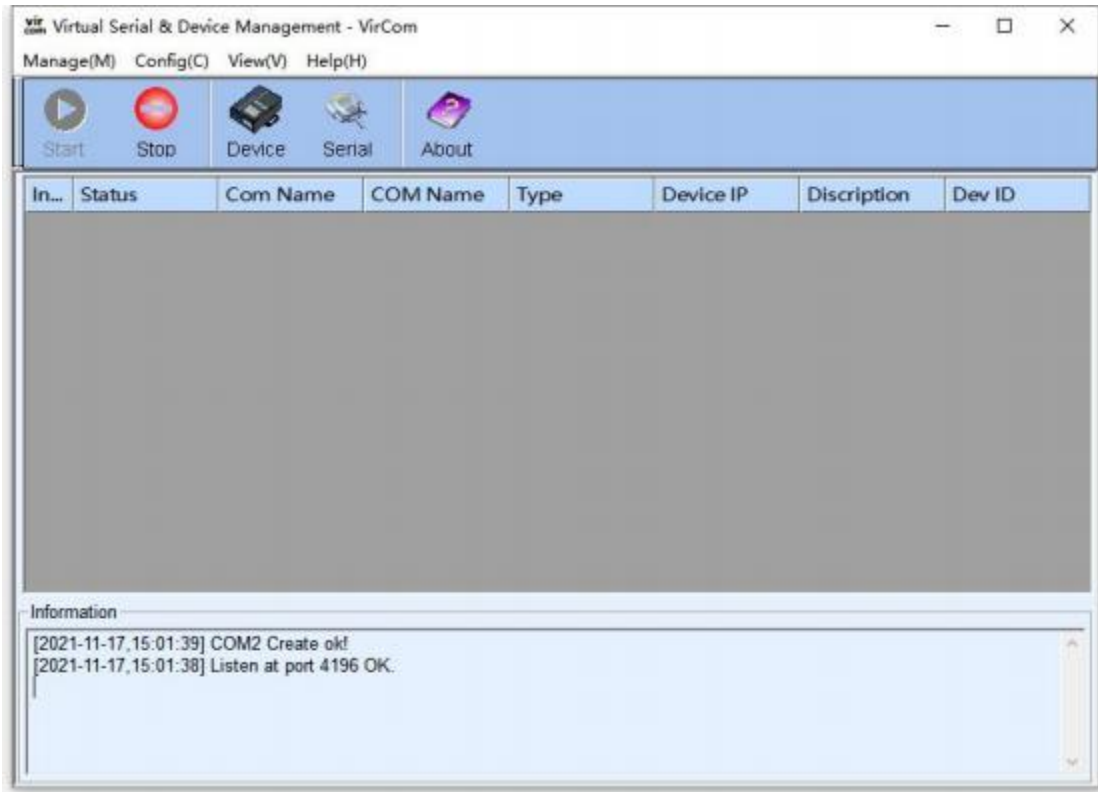 vir com Virtual Serial & Device Management - VirCom
Manage(M) Config(C) View(V) Help(H)
Start Stop Device Serial About
In... Status Com Name COM Name Type Device IP Discription Dev ID
Information
[2021-11-17,15:01:39] COM2 Create ok!
[2021-11-17,15:01:38] Listen at port 4196 OK.